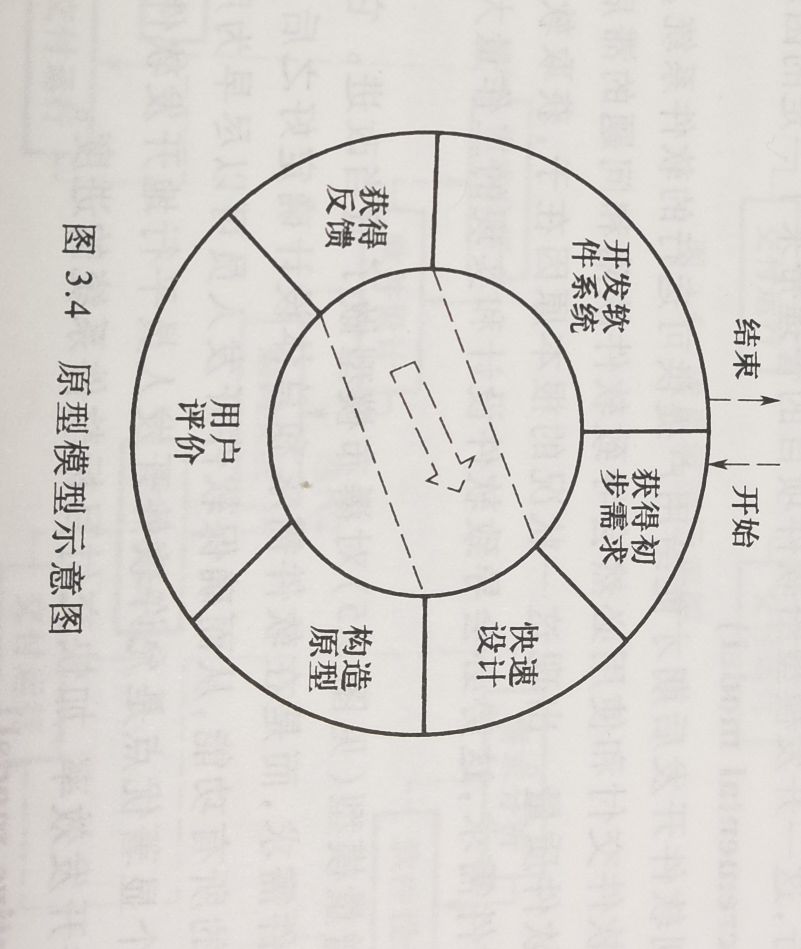 结束
开始
开发软
件系统
获得初
步需求
获得
反馈
快速
设计
用户
评价
构造
原型
图 3.4 原型模型示意图